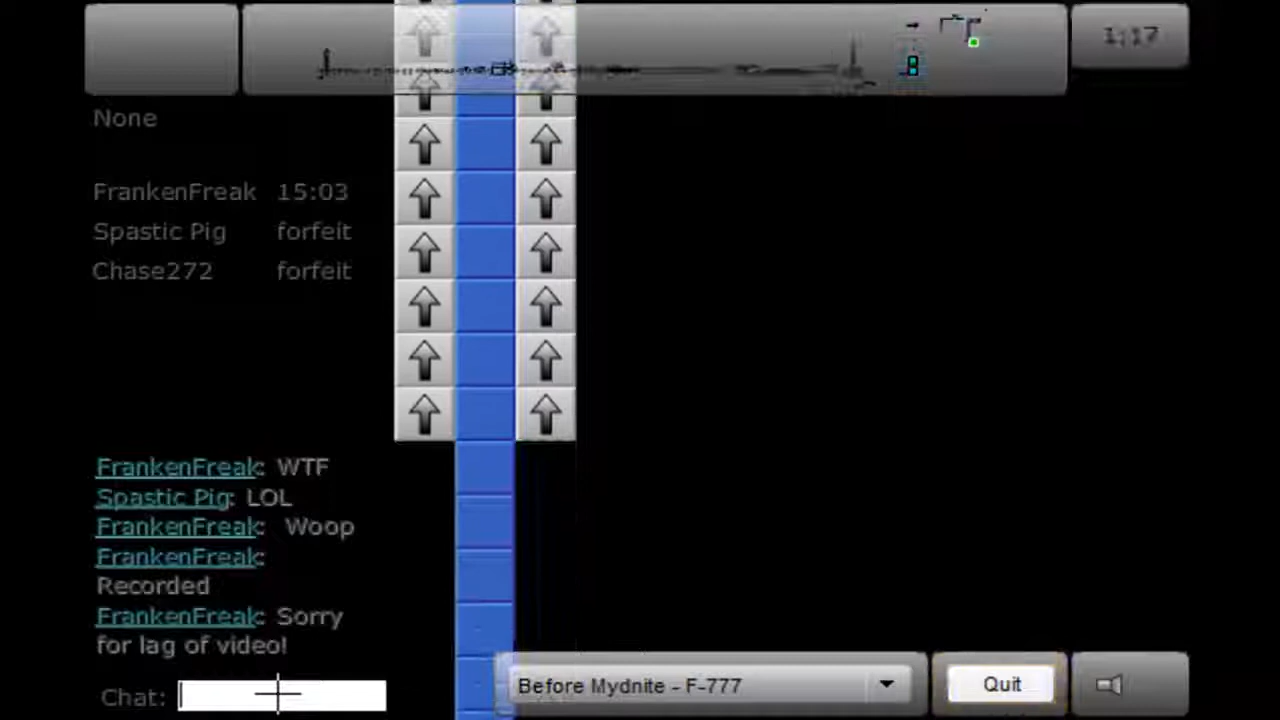 1:17
None
FrankenFreak 15:03
Spastic Pig forfeit
Chase272 forfeit
FrankenFreak: WTF
Spastic Pig: LOL
FrankenFreak: Woop
FrankenFreak:
Recorded
FrankenFreak: Sorry
for lag of video!
Chat:
Before Mydnite - F-777
Quit